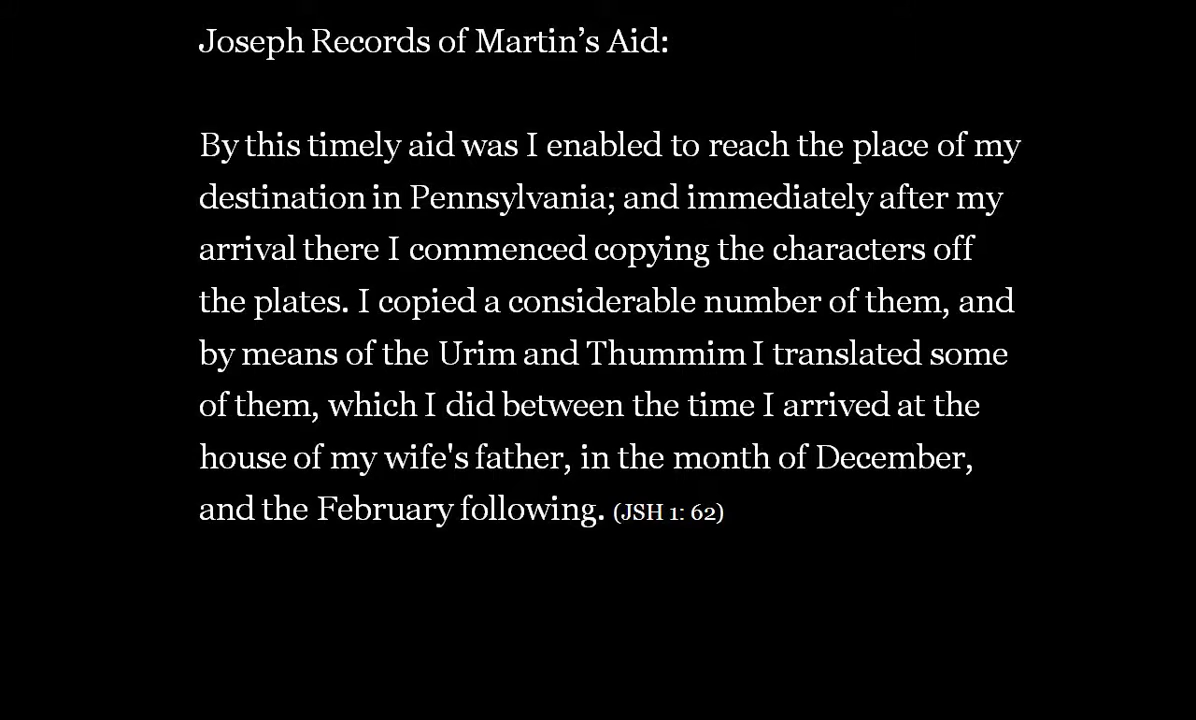 Joseph Records of Martin’s Aid:
By this timely aid was I enabled to reach the place of my
destination in Pennsylvania; and immediately after my
arrival there I commenced copying the characters off
the plates. I copied a considerable number of them, and
by means of the Urim and Thummim I translated some
of them, which I did between the time I arrived at the
house of my wife's father, in the month of December,
and the February following. (JSH 1: 62)